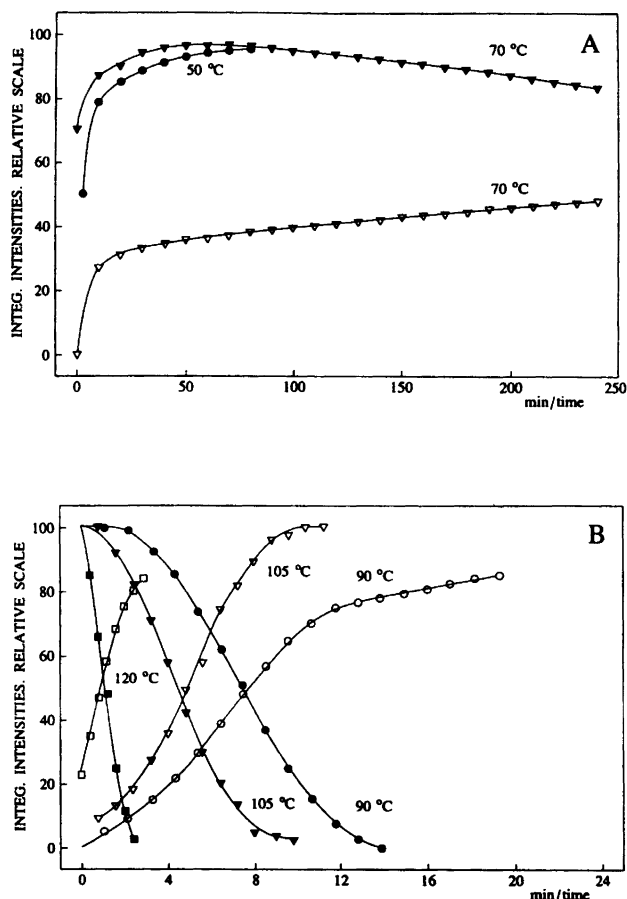 A
INTEG. INTENSITIES. RELATIVE SCALE
100
80
60
40
20
0
70 °C
50 °C
70 °C
0
50
100
150
200
250
min/time
B
INTEG. INTENSITIES. RELATIVE SCALE
100
80
60
40
20
0
105 °C
90 °C
120 °C
105 °C
90 °C
0
4
8
12
16
20
24
min/time